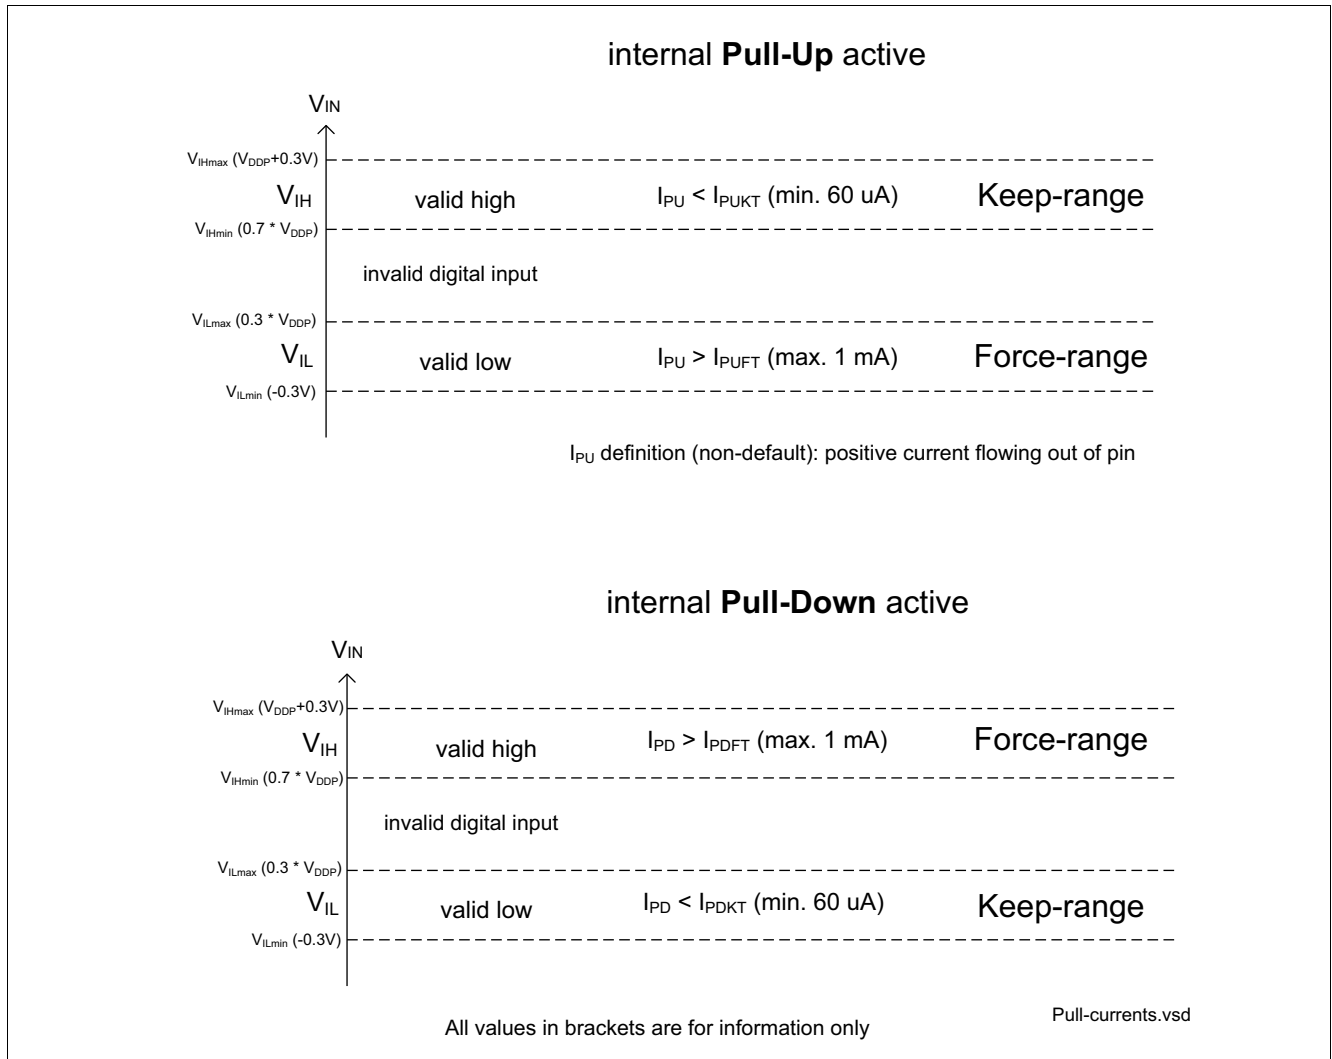 internal Pull-Up active
VIN
VIHmax (VDDP+0.3V)
VIH valid high IPU < IPUKT (min. 60 uA) Keep-range
VIHmin (0.7 * VDDP)
invalid digital input
VILmax (0.3 * VDDP)
VIL valid low IPU > IPUFT (max. 1 mA) Force-range
VILmin (-0.3V)
IPU definition (non-default): positive current flowing out of pin
internal Pull-Down active
VIN
VIHmax (VDDP+0.3V)
VIH valid high IPD > IPDFT (max. 1 mA) Force-range
VIHmin (0.7 * VDDP)
invalid digital input
VILmax (0.3 * VDDP)
VIL valid low IPD < IPDKT (min. 60 uA) Keep-range
VILmin (-0.3V)
Pull-currents.vsd
All values in brackets are for information only